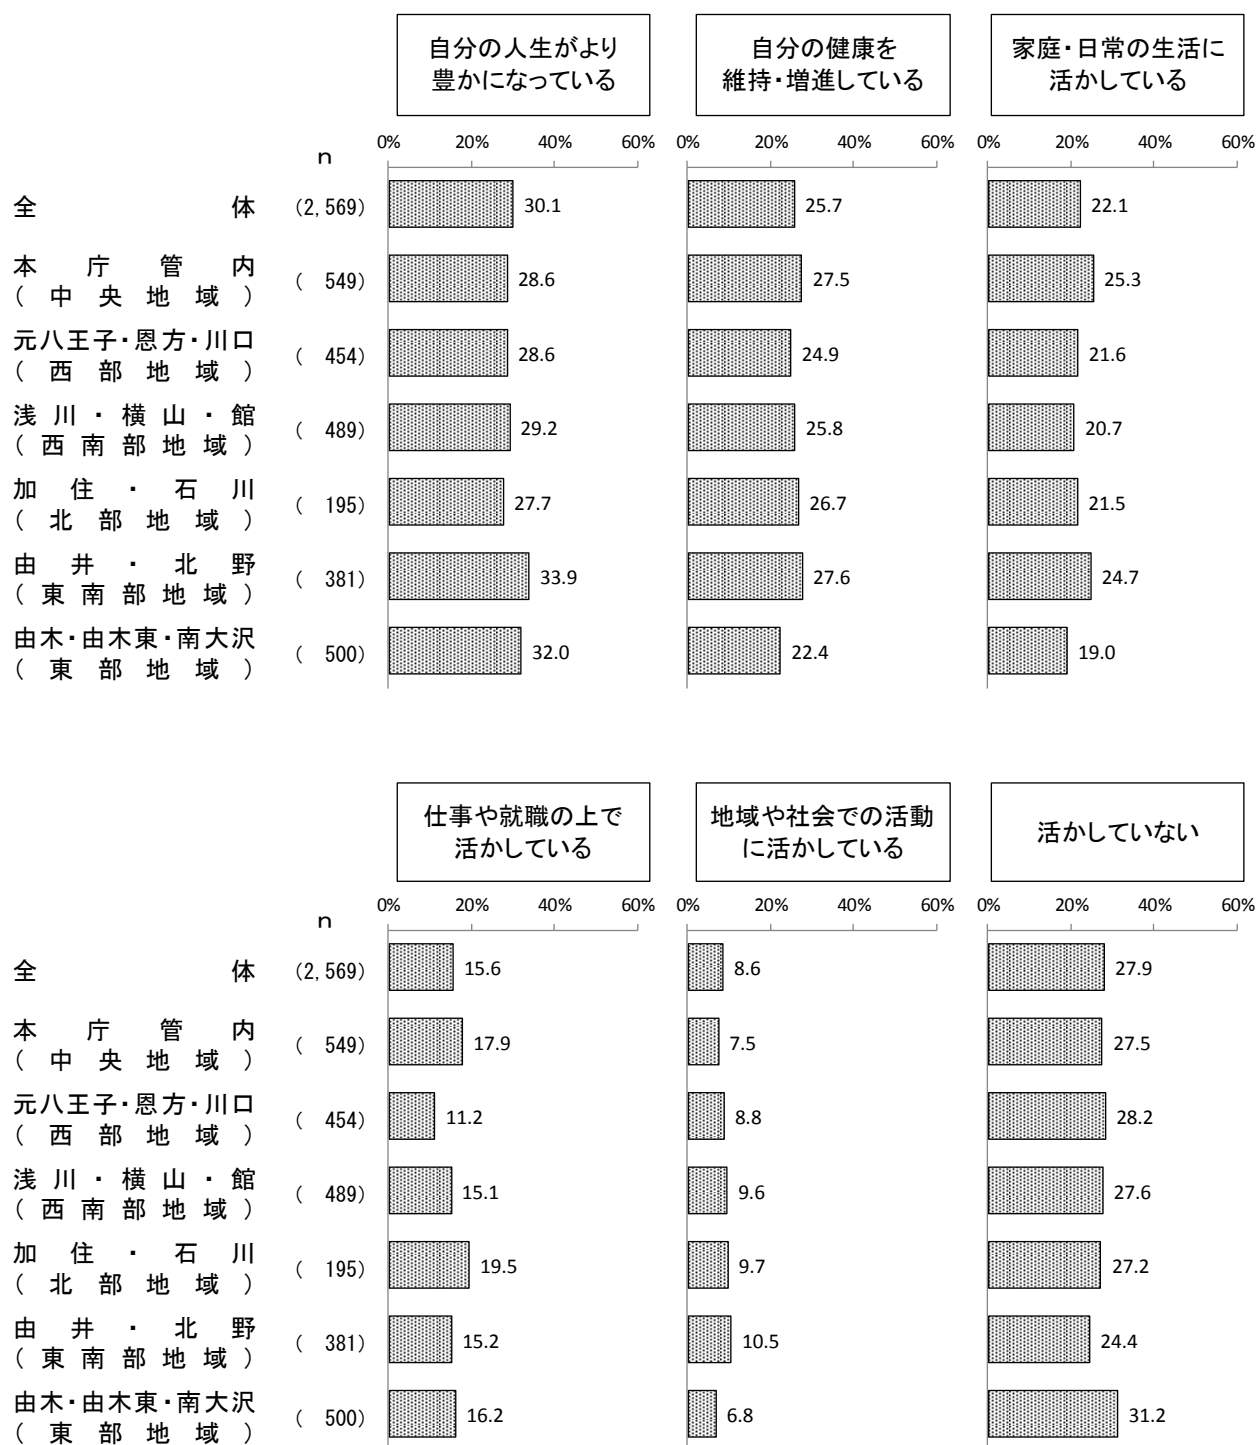 自分の人生がより
豊かになっている
自分の健康を
維持・増進している
家庭・日常の生活に
活かしている
0% 20% 40% 60% 0% 20% 40% 60% 0% 20% 40% 60%
n
全体 (2,569) 30.1 25.7 22.1
本庁管内
(中央地域) ( 549) 28.6 27.5 25.3
元八王子・恩方・川口
(西部地域) ( 454) 28.6 24.9 21.6
浅川・横山・館
(西南部地域) ( 489) 29.2 25.8 20.7
加住・石川
(北部地域) ( 195) 27.7 26.7 21.5
由井・北野
(東南部地域) ( 381) 33.9 27.6 24.7
由木・由木東・南大沢
(東部地域) ( 500) 32.0 22.4 19.0
仕事や就職の上で
活かしている
地域や社会での活動
に活かしている
活かしていない
0% 20% 40% 60% 0% 20% 40% 60% 0% 20% 40% 60%
n
全体 (2,569) 15.6 8.6 27.9
本庁管内
(中央地域) ( 549) 17.9 7.5 27.5
元八王子・恩方・川口
(西部地域) ( 454) 11.2 8.8 28.2
浅川・横山・館
(西南部地域) ( 489) 15.1 9.6 27.6
加住・石川
(北部地域) ( 195) 19.5 9.7 27.2
由井・北野
(東南部地域) ( 381) 15.2 10.5 24.4
由木・由木東・南大沢
(東部地域) ( 500) 16.2 6.8 31.2